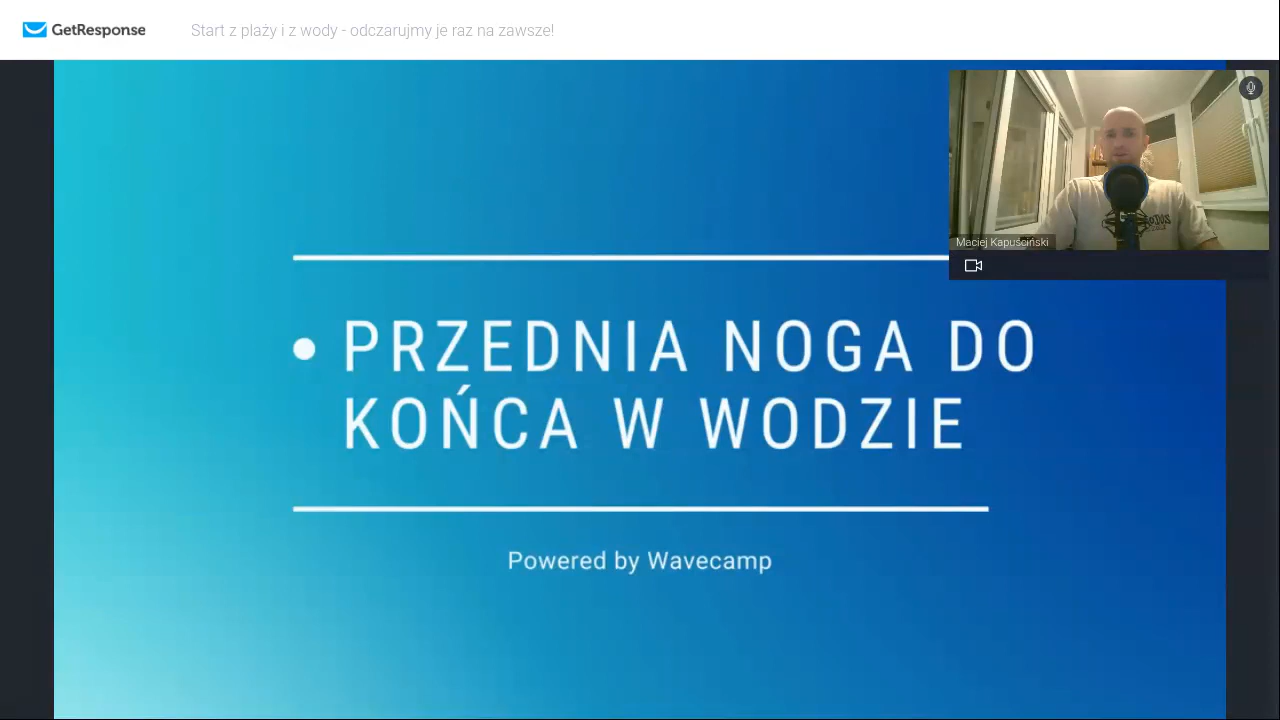 GetResponse
Start z plaży i z wody - odczarujmy je raz na zawsze!
Maciej Kapuściński
• PRZEDNIA NOGA DO
KOŃCA W WODZIE
Powered by Wavecamp